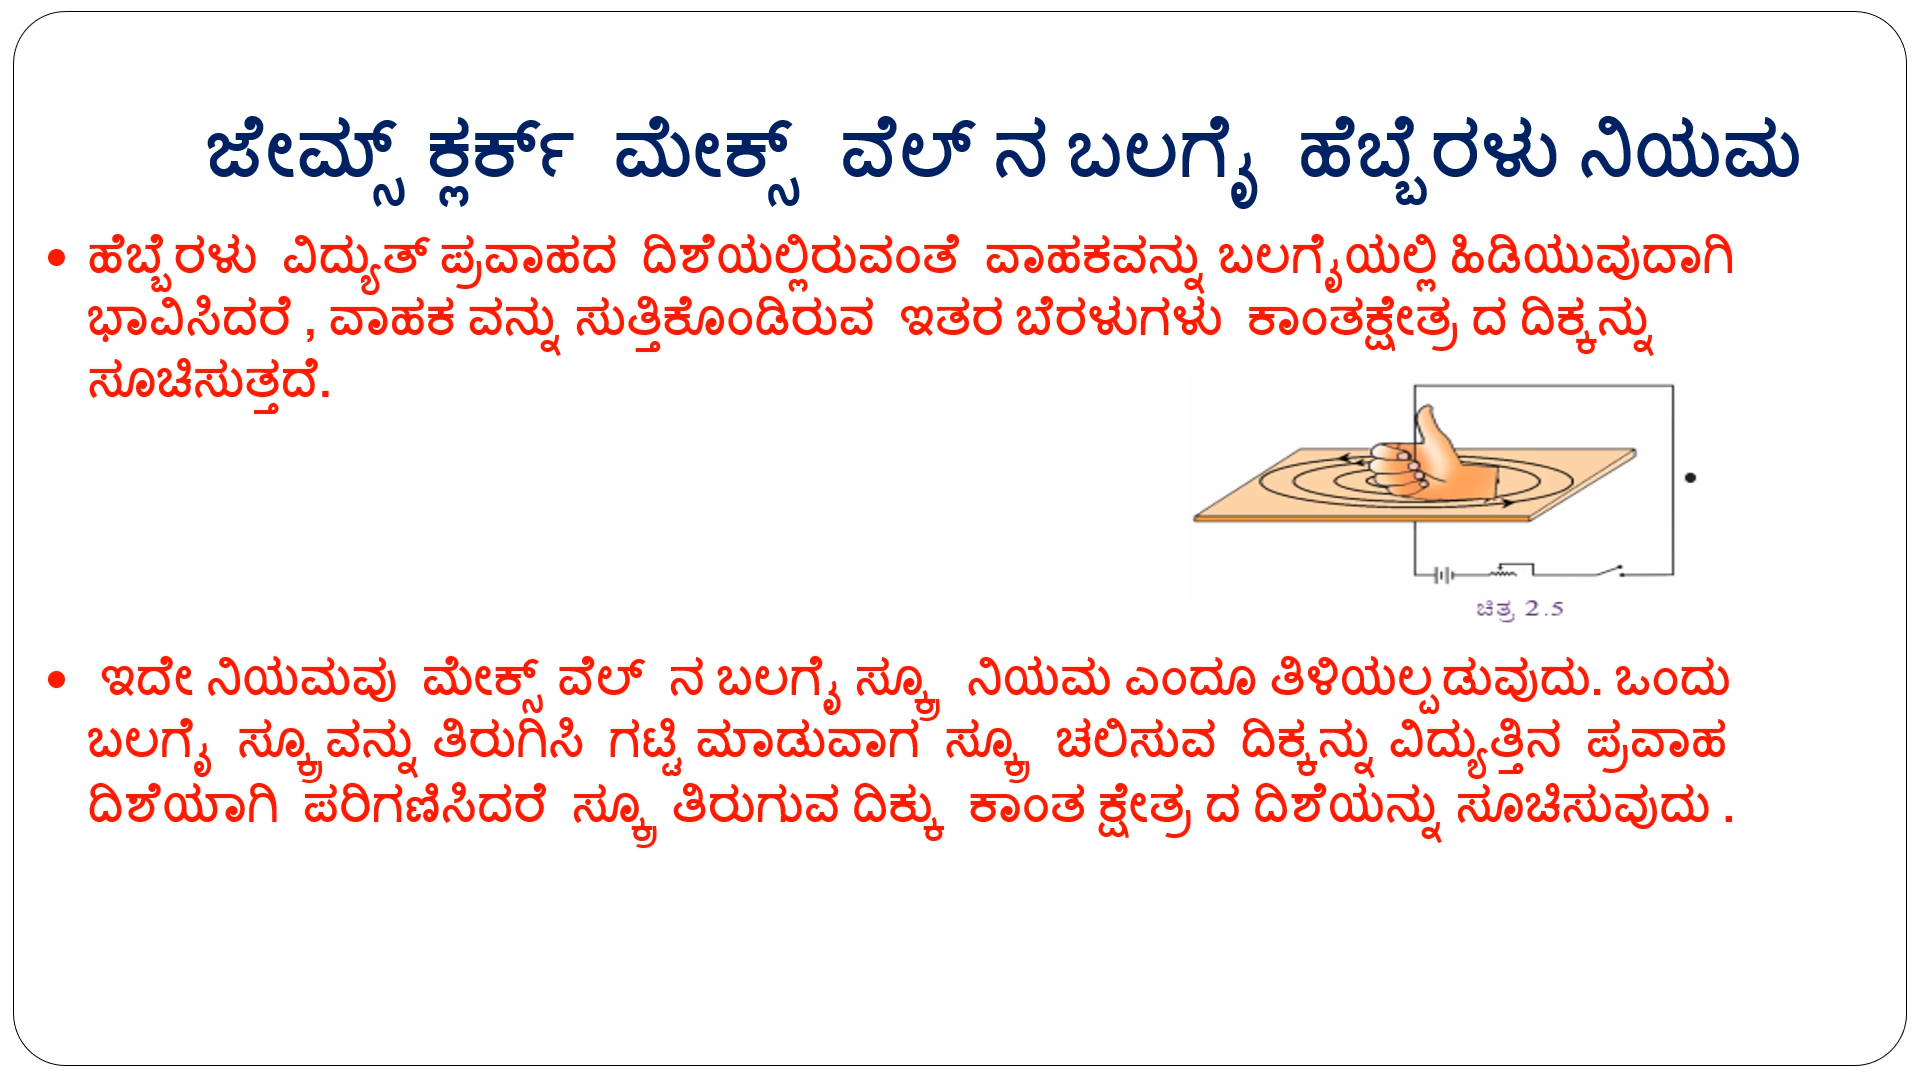 ಜೇಮ್ಸ್ ಕ್ಲರ್ಕ್ ಮೇಕ್ಸ್ ವೆಲ್ ನ ಬಲಗೈ ಹೆಬ್ಬೆರಳು ನಿಯಮ
• ಹೆಬ್ಬೆರಳು ವಿದ್ಯುತ್ ಪ್ರವಾಹದ ದಿಶೆಯಲ್ಲಿರುವಂತೆ ವಾಹಕವನ್ನು ಬಲಗೈಯಲ್ಲಿ ಹಿಡಿಯುವುದಾಗಿ
ಭಾವಿಸಿದರೆ , ವಾಹಕ ವನ್ನು ಸುತ್ತಿಕೊಂಡಿರುವ ಇತರ ಬೆರಳುಗಳು ಕಾಂತಕ್ಷೇತ್ರ ದ ದಿಕ್ಕನ್ನು
ಸೂಚಿಸುತ್ತದೆ.
ಚಿತ್ರ 2.5
• ಇದೇ ನಿಯಮವು ಮೇಕ್ಸ್ ವೆಲ್ ನ ಬಲಗೈ ಸ್ಕ್ರೂ ನಿಯಮ ಎಂದೂ ತಿಳಿಯಲ್ಪಡುವುದು. ಒಂದು
ಬಲಗೈ ಸ್ಕ್ರೂವನ್ನು ತಿರುಗಿಸಿ ಗಟ್ಟಿ ಮಾಡುವಾಗ ಸ್ಕ್ರೂ ಚಲಿಸುವ ದಿಕ್ಕನ್ನು ವಿದ್ಯುತ್ತಿನ ಪ್ರವಾಹ
ದಿಶೆಯಾಗಿ ಪರಿಗಣಿಸಿದರೆ ಸ್ಕ್ರೂ ತಿರುಗುವ ದಿಕ್ಕು ಕಾಂತ ಕ್ಷೇತ್ರ ದ ದಿಶೆಯನ್ನು ಸೂಚಿಸುವುದು .